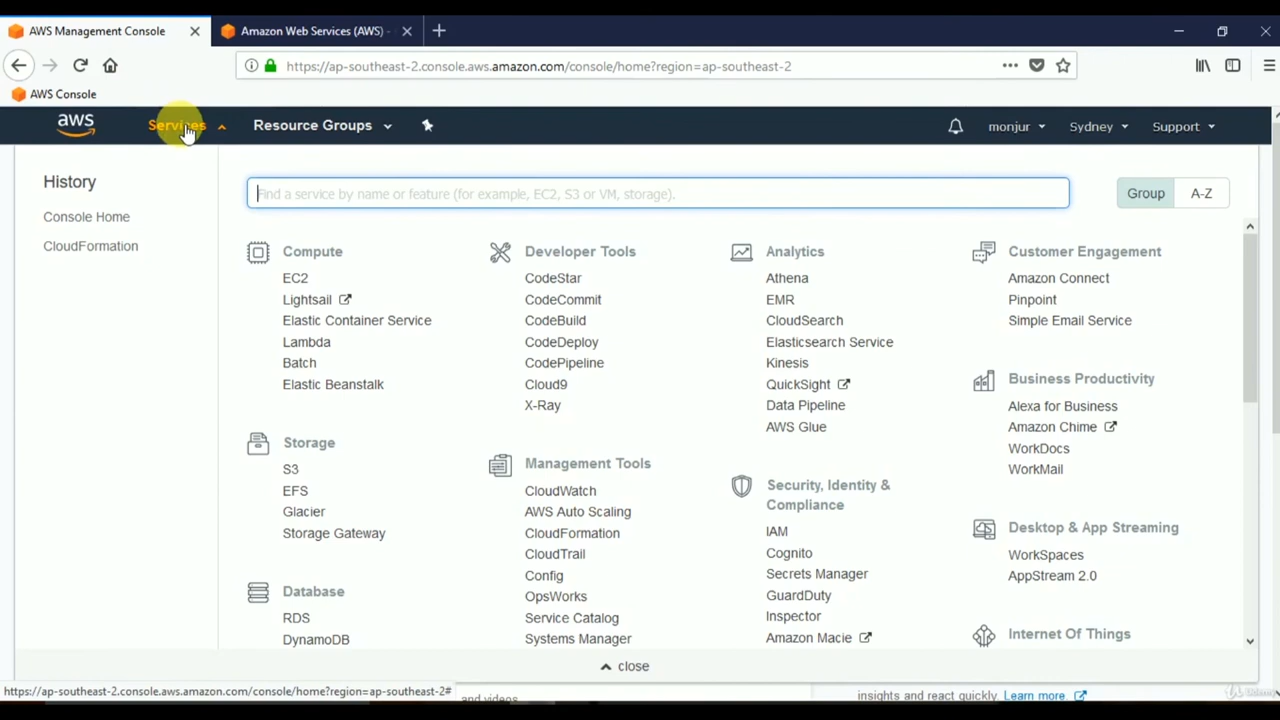 AWS Management Console
Amazon Web Services (AWS) -
https://ap-southeast-2.console.aws.amazon.com/console/home?region=ap-southeast-2
AWS Console
aws
Services
Resource Groups
monjur
Sydney
Support
History
Console Home
CloudFormation
Find a service by name or feature (for example, EC2, S3 or VM, storage).
Group
A-Z
Compute
EC2
Lightsail
Elastic Container Service
Lambda
Batch
Elastic Beanstalk
Storage
S3
EFS
Glacier
Storage Gateway
Database
RDS
DynamoDB
Developer Tools
CodeStar
CodeCommit
CodeBuild
CodeDeploy
CodePipeline
Cloud9
X-Ray
Management Tools
CloudWatch
AWS Auto Scaling
CloudFormation
CloudTrail
Config
OpsWorks
Service Catalog
Systems Manager
Analytics
Athena
EMR
CloudSearch
Elasticsearch Service
Kinesis
QuickSight
Data Pipeline
AWS Glue
Security, Identity &
Compliance
IAM
Cognito
Secrets Manager
GuardDuty
Inspector
Amazon Macie
Customer Engagement
Amazon Connect
Pinpoint
Simple Email Service
Business Productivity
Alexa for Business
Amazon Chime
WorkDocs
WorkMail
Desktop & App Streaming
WorkSpaces
AppStream 2.0
Internet Of Things
close
https://ap-southeast-2.console.aws.amazon.com/console/home?region=ap-southeast-2#
and videos.
insights and react quickly. Learn more.
Udemy